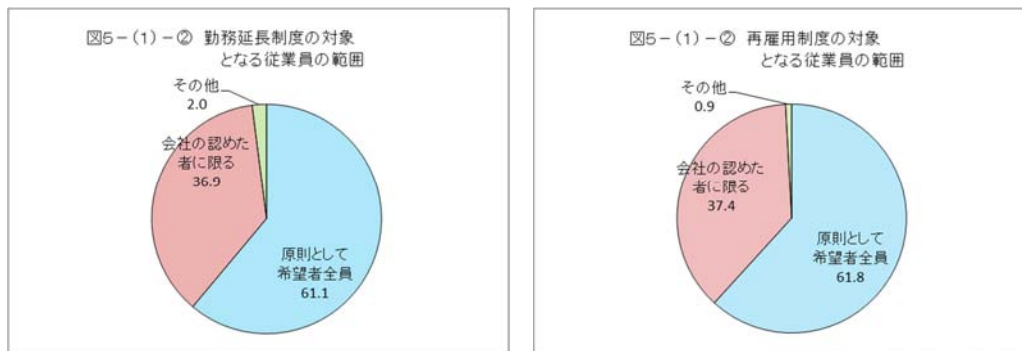 図5-(1)-② 勤務延長制度の対象
となる従業員の範囲
その他
2.0
会社の認めた
者に限る
36.9
原則として
希望者全員
61.1
図5-(1)-② 再雇用制度の対象
となる従業員の範囲
その他
0.9
会社の認めた
者に限る
37.4
原則として
希望者全員
61.8